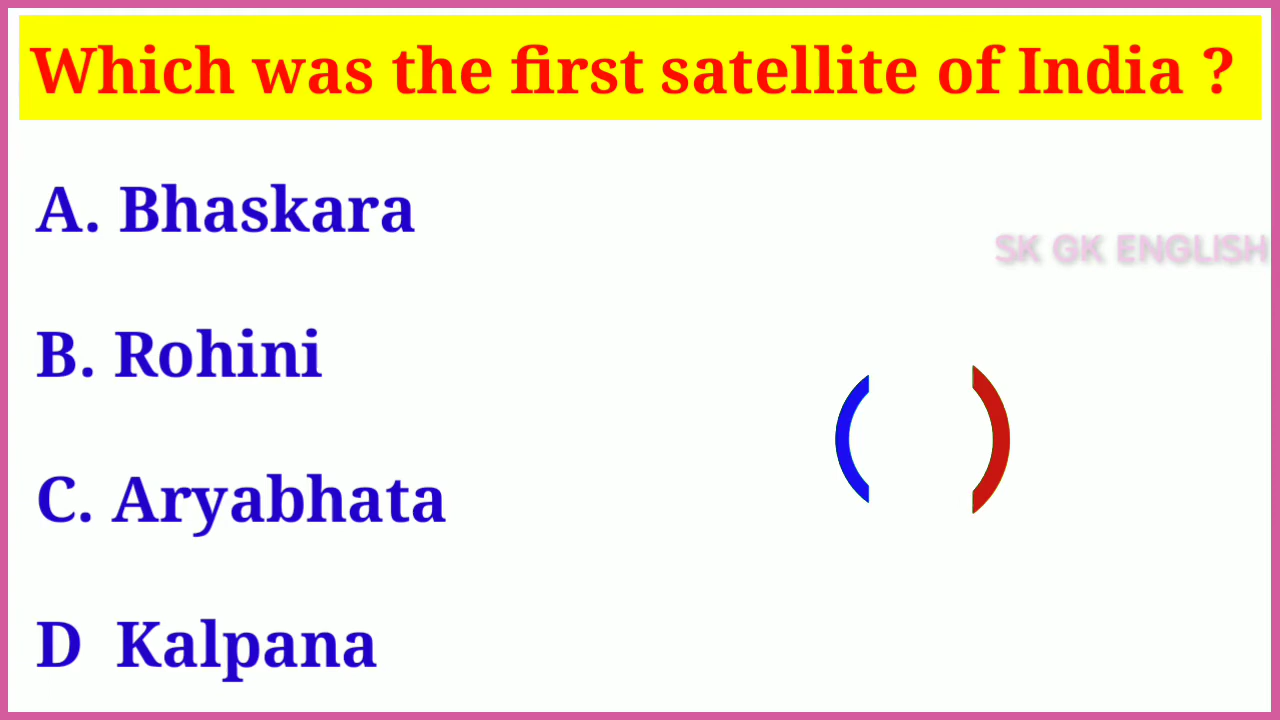 Which was the first satellite of India ?
A. Bhaskara
SK GK ENGLISH
B. Rohini
C. Aryabhata
D Kalpana